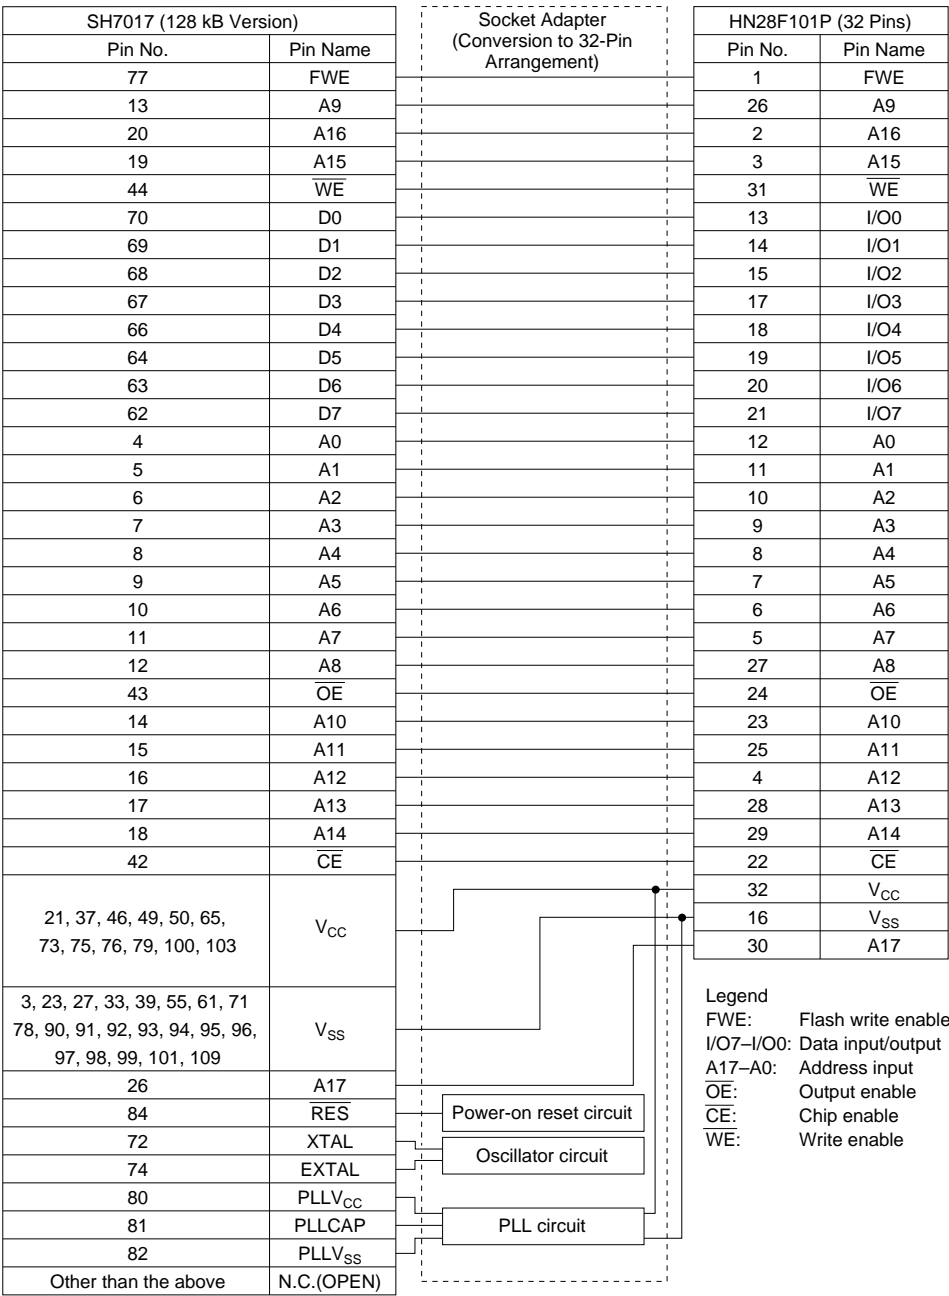 SH7017 (128 kB Version) Socket Adapter (Conversion to 32-Pin Arrangement) HN28F101P (32 Pins)
Pin No. Pin Name Pin No. Pin Name
77 FWE 1 FWE
13 A9 26 A9
20 A16 2 A16
19 A15 3 A15
44 WE 31 WE
70 D0 13 I/O0
69 D1 14 I/O1
68 D2 15 I/O2
67 D3 17 I/O3
66 D4 18 I/O4
64 D5 19 I/O5
63 D6 20 I/O6
62 D7 21 I/O7
4 A0 12 A0
5 A1 11 A1
6 A2 10 A2
7 A3 9 A3
8 A4 8 A4
9 A5 7 A5
10 A6 6 A6
11 A7 5 A7
12 A8 27 A8
43 OE 24 OE
14 A10 23 A10
15 A11 25 A11
16 A12 4 A12
17 A13 28 A13
18 A14 29 A14
42 CE 22 CE
32 VCC
21, 37, 46, 49, 50, 65,
73, 75, 76, 79, 100, 103 VCC
16 VSS
30 A17
3, 23, 27, 33, 39, 55, 61, 71
78, 90, 91, 92, 93, 94, 95, 96,
97, 98, 99, 101, 109 VSS
26 A17
84 RES Power-on reset circuit
72 XTAL Oscillator circuit
74 EXTAL
80 PLLVCC
81 PLLCAP PLL circuit
82 PLLVSS
Other than the above N.C.(OPEN)
Legend
FWE: Flash write enable
I/O7–I/O0: Data input/output
A17–A0: Address input
OE: Output enable
CE: Chip enable
WE: Write enable